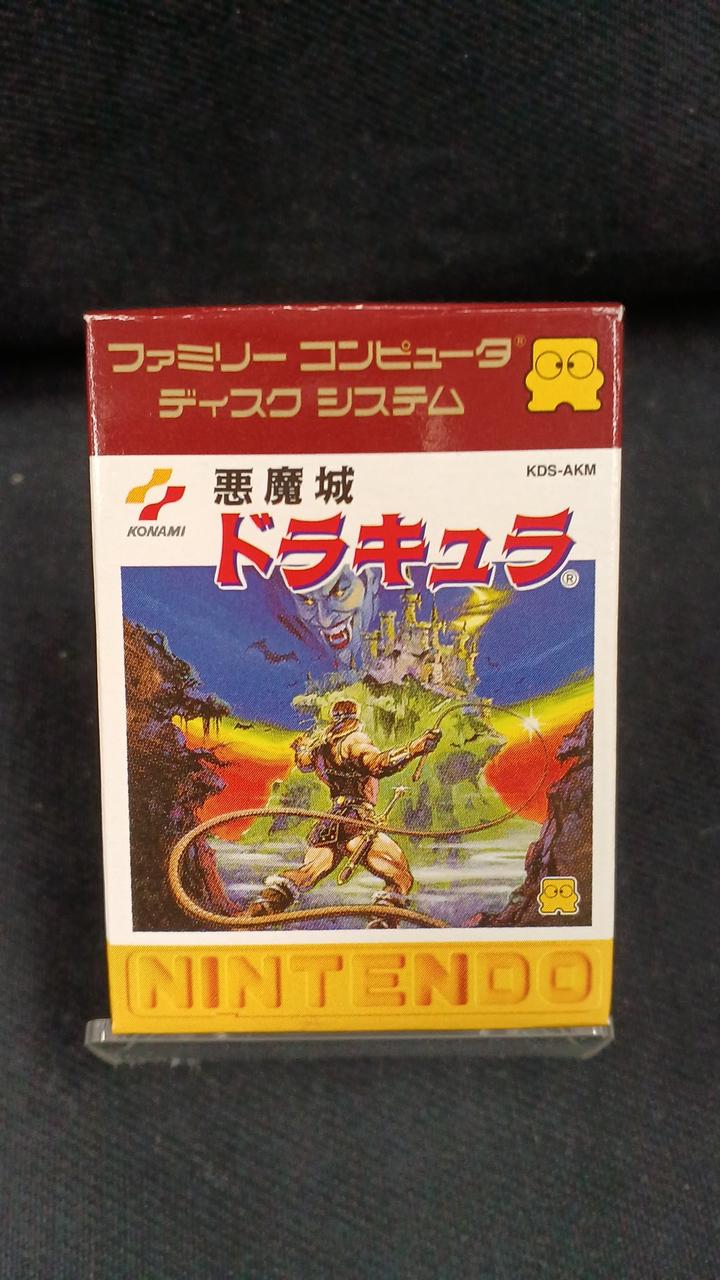 ファミリー コンピュータ®
ディスク システム
KONAMI
悪魔城
KDS-AKM
ドラキュラ®
NINTENDO